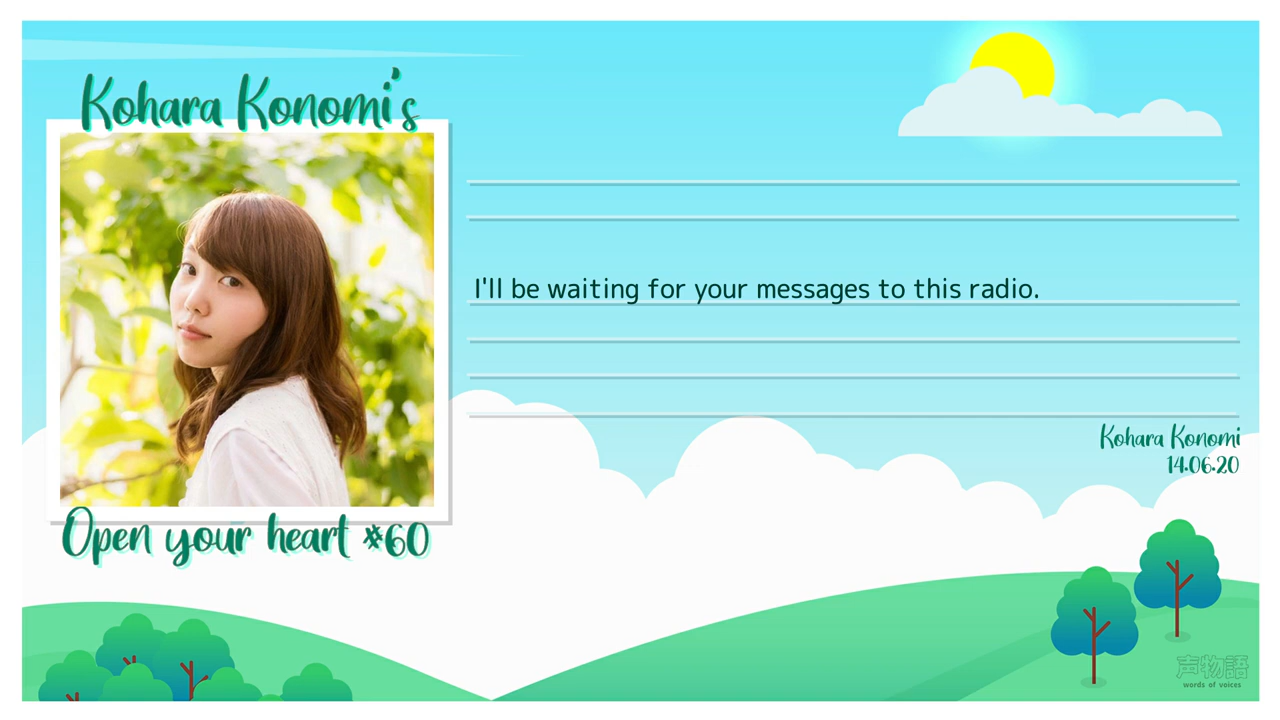 Kohara Konomi's
I'll be waiting for your messages to this radio.
Kohara Konomi
14.06.20
Open your heart #60
声物語
words of voices